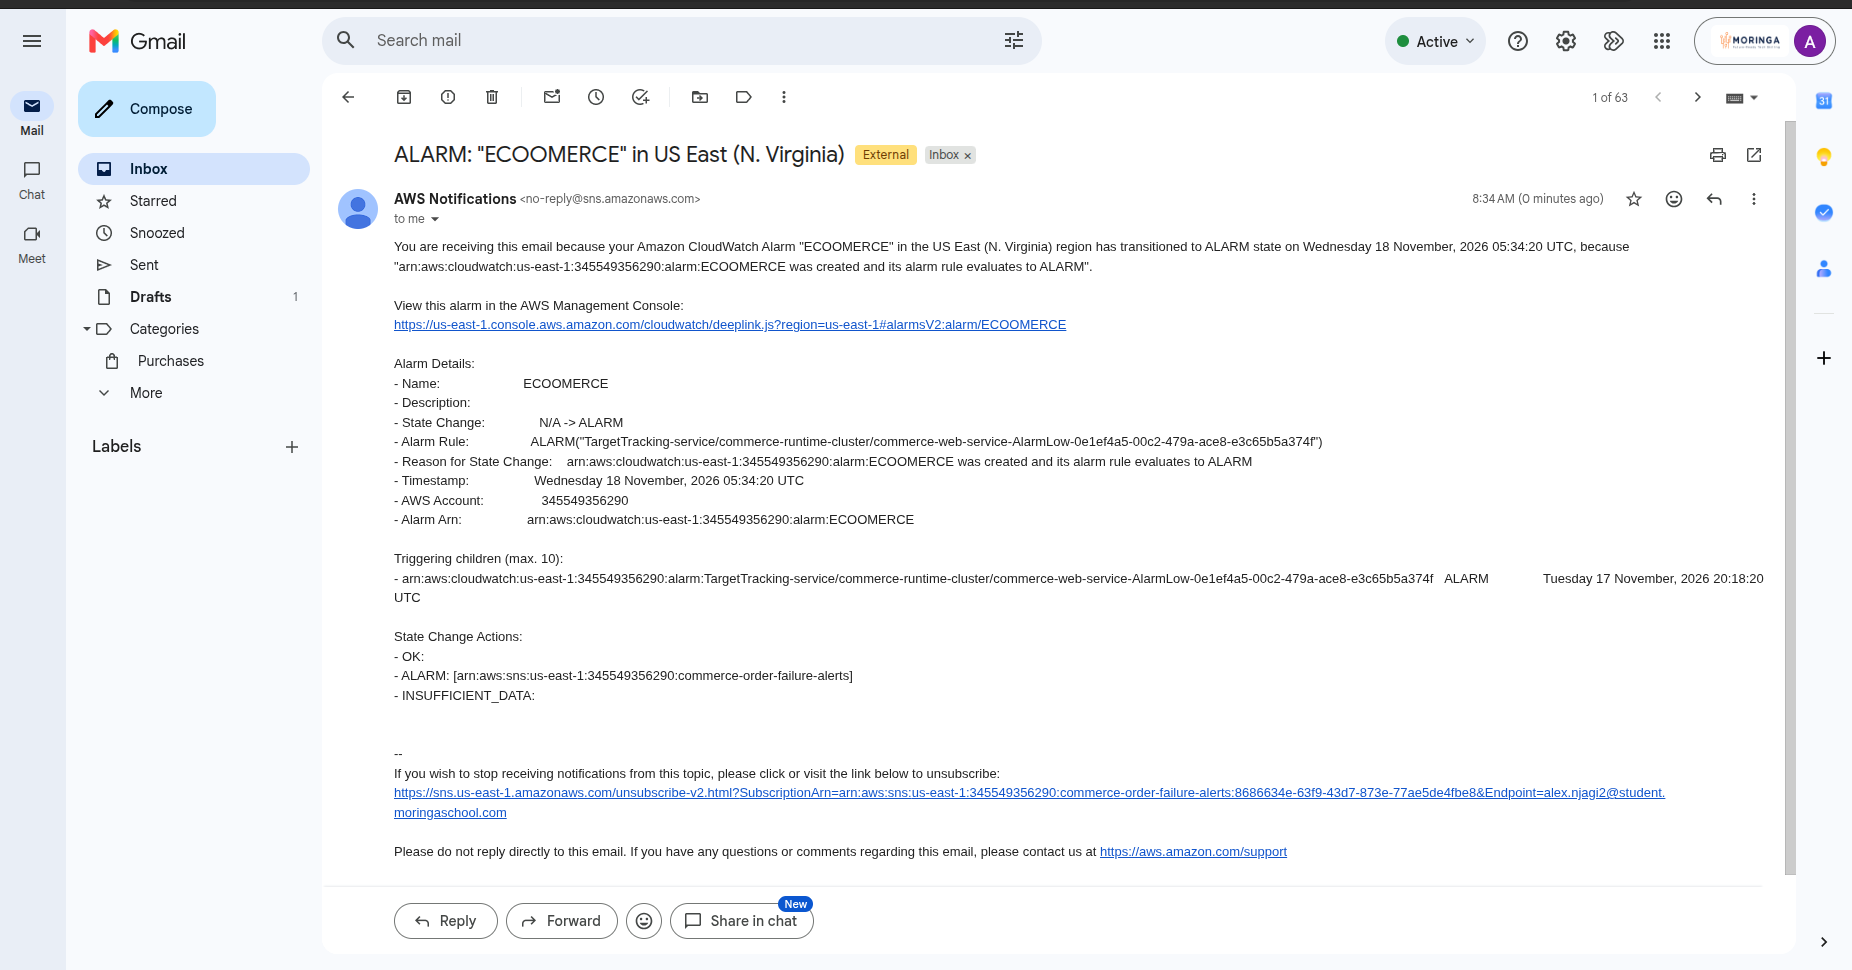 Gmail
Search mail
Active
MORINGA
A
Mail
Chat
Meet
Compose
Inbox
Starred
Snoozed
Sent
Drafts 1
Categories
Purchases
More
Labels
1 of 63
31
ALARM: "ECOOMERCE" in US East (N. Virginia) External Inbox ×
AWS Notifications <no-reply@sns.amazonaws.com> 8:34 AM (0 minutes ago)
to me
You are receiving this email because your Amazon CloudWatch Alarm "ECOOMERCE" in the US East (N. Virginia) region has transitioned to ALARM state on Wednesday 18 November, 2026 05:34:20 UTC, because
"arn:aws:cloudwatch:us-east-1:345549356290:alarm:ECOOMERCE was created and its alarm rule evaluates to ALARM".
View this alarm in the AWS Management Console:
https://us-east-1.console.aws.amazon.com/cloudwatch/deeplink.js?region=us-east-1#alarmsV2:alarm/ECOOMERCE
Alarm Details:
- Name: ECOOMERCE
- Description:
- State Change: N/A -> ALARM
- Alarm Rule: ALARM("TargetTracking-service/commerce-runtime-cluster/commerce-web-service-AlarmLow-0e1ef4a5-00c2-479a-ace8-e3c65b5a374f")
- Reason for State Change: arn:aws:cloudwatch:us-east-1:345549356290:alarm:ECOOMERCE was created and its alarm rule evaluates to ALARM
- Timestamp: Wednesday 18 November, 2026 05:34:20 UTC
- AWS Account: 345549356290
- Alarm Arn: arn:aws:cloudwatch:us-east-1:345549356290:alarm:ECOOMERCE
Triggering children (max. 10):
- arn:aws:cloudwatch:us-east-1:345549356290:alarm:TargetTracking-service/commerce-runtime-cluster/commerce-web-service-AlarmLow-0e1ef4a5-00c2-479a-ace8-e3c65b5a374f ALARM Tuesday 17 November, 2026 20:18:20
UTC
State Change Actions:
- OK:
- ALARM: [arn:aws:sns:us-east-1:345549356290:commerce-order-failure-alerts]
- INSUFFICIENT_DATA:
--
If you wish to stop receiving notifications from this topic, please click or visit the link below to unsubscribe:
https://sns.us-east-1.amazonaws.com/unsubscribe-v2.html?SubscriptionArn=arn:aws:sns:us-east-1:345549356290:commerce-order-failure-alerts:8686634e-63f9-43d7-873e-77ae5de4fbe8&Endpoint=alex.njagi2@student.
moringaschool.com
Please do not reply directly to this email. If you have any questions or comments regarding this email, please contact us at https://aws.amazon.com/support
Reply
Forward
Share in chat
New